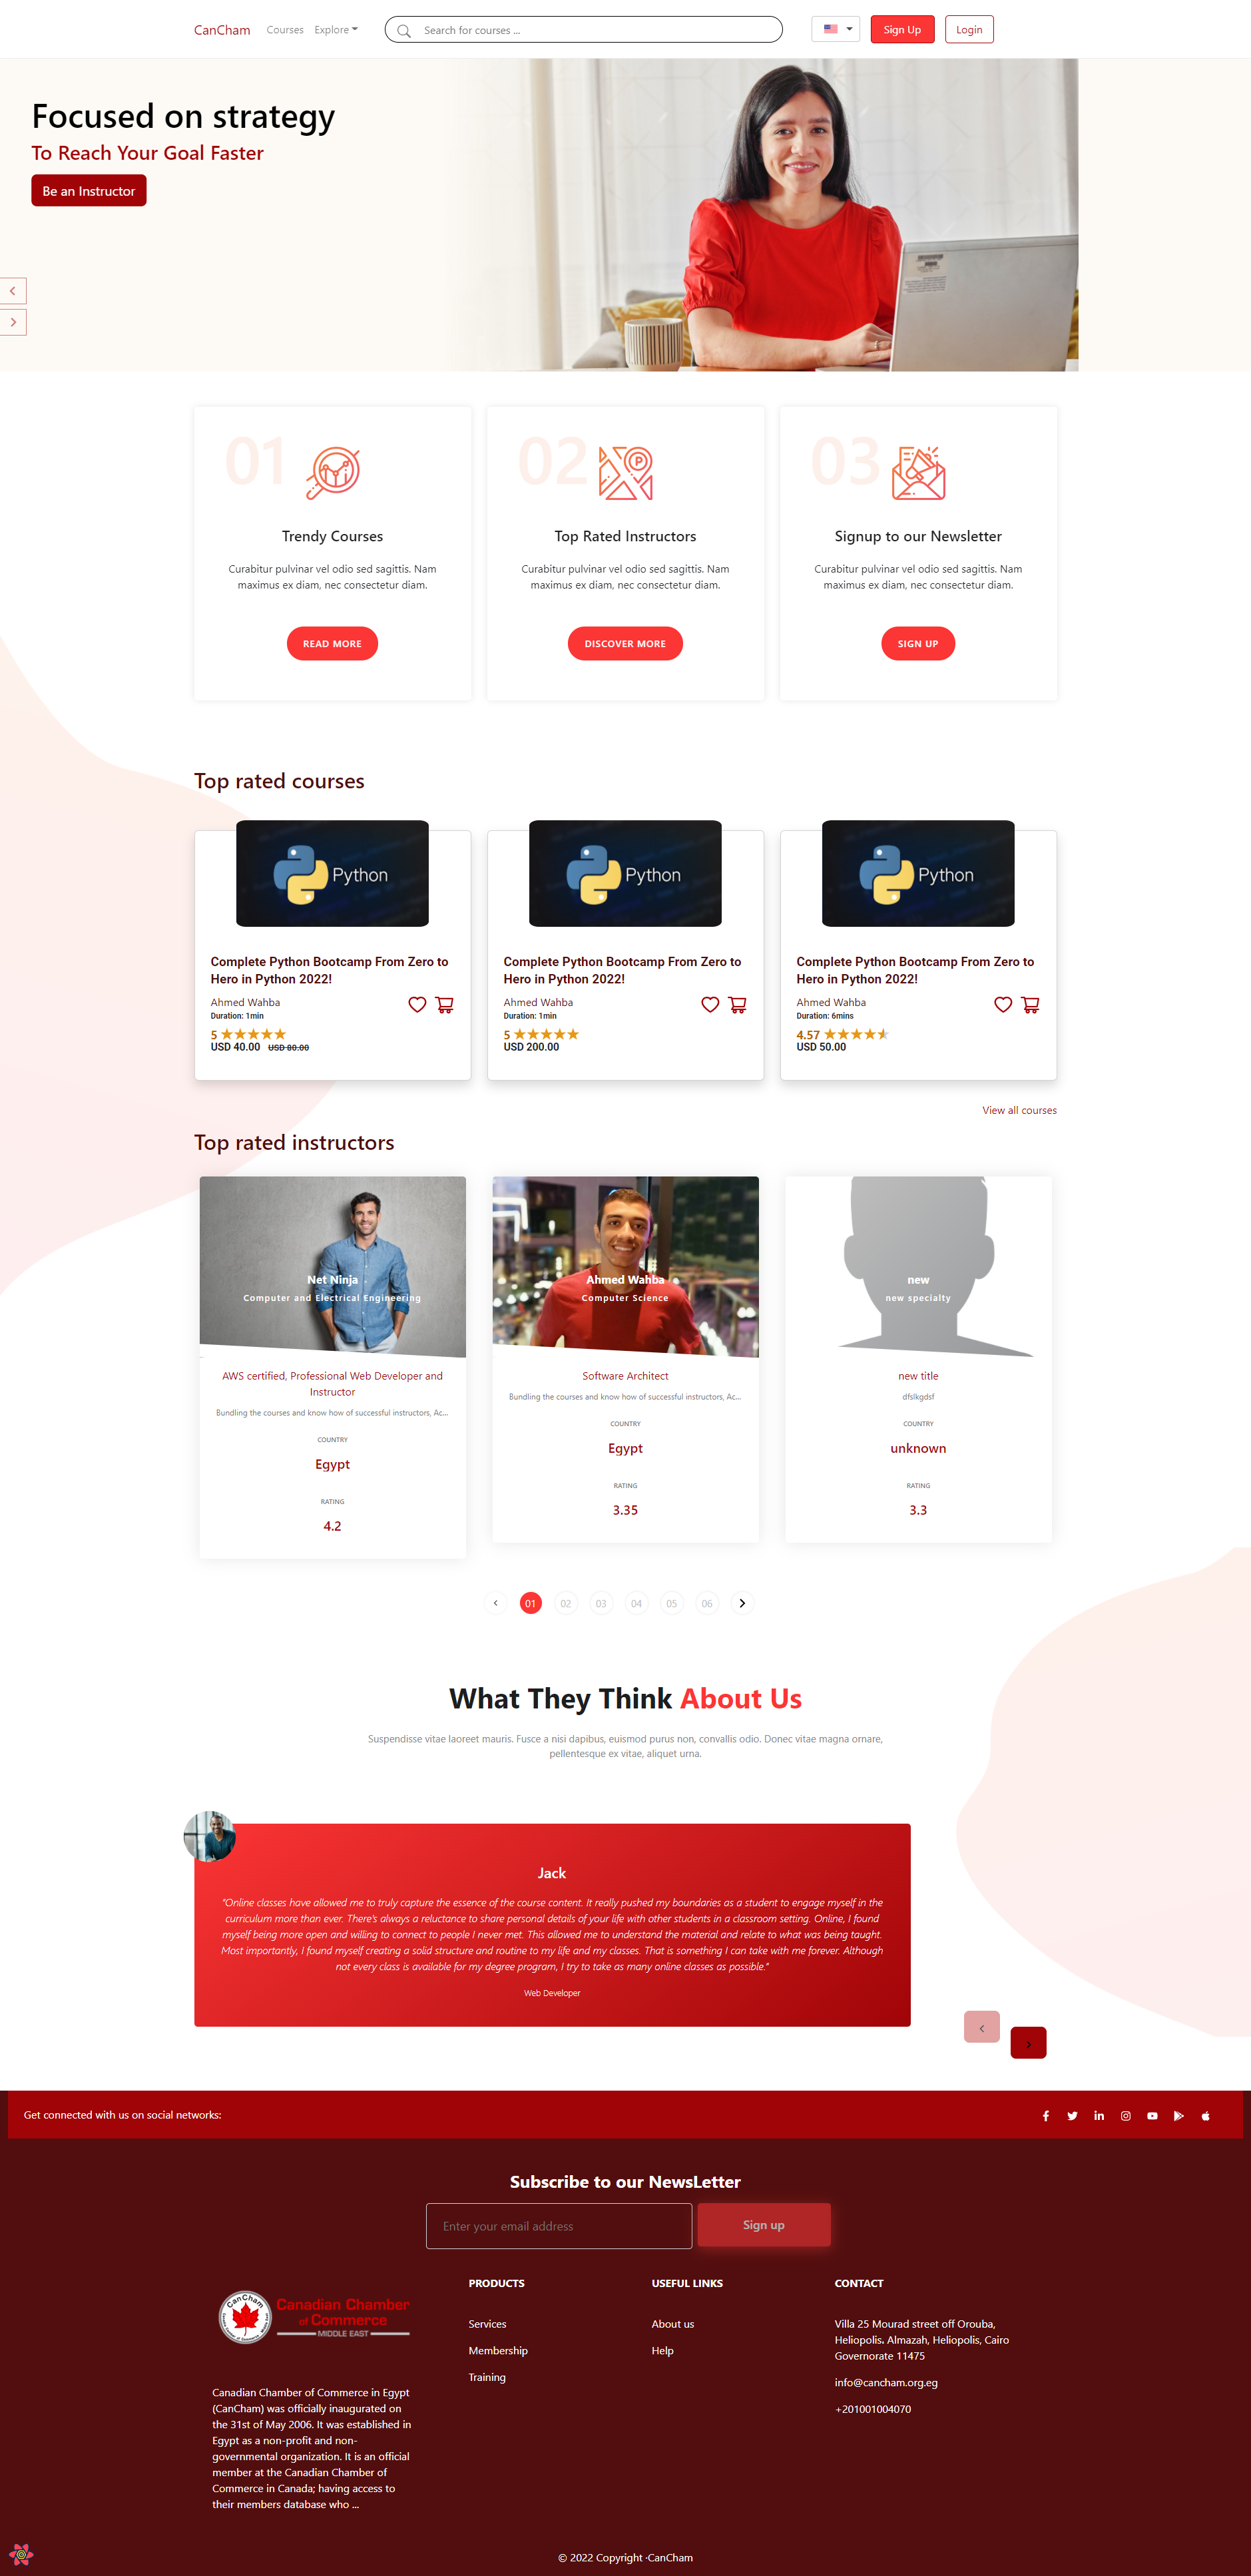 CanCham
Courses
Explore
Search for courses ...
Sign Up
Login
Focused on strategy
To Reach Your Goal Faster
Be an Instructor
01
Trendy Courses
Curabitur pulvinar vel odio sed sagittis. Nam
maximus ex diam, nec consectetur diam.
READ MORE
02
Top Rated Instructors
Curabitur pulvinar vel odio sed sagittis. Nam
maximus ex diam, nec consectetur diam.
DISCOVER MORE
03
Signup to our Newsletter
Curabitur pulvinar vel odio sed sagittis. Nam
maximus ex diam, nec consectetur diam.
SIGN UP
Top rated courses
Python
Complete Python Bootcamp From Zero to
Hero in Python 2022!
Ahmed Wahba
Duration: 1min
5
USD 40.00 USD 80.00
Python
Complete Python Bootcamp From Zero to
Hero in Python 2022!
Ahmed Wahba
Duration: 1min
5
USD 200.00
Python
Complete Python Bootcamp From Zero to
Hero in Python 2022!
Ahmed Wahba
Duration: 6mins
4.57
USD 50.00
View all courses
Top rated instructors
Net Ninja
Computer and Electrical Engineering
AWS certified, Professional Web Developer and
Instructor
Bundling the courses and know how of successful instructors, Ac...
COUNTRY
Egypt
RATING
4.2
Ahmed Wahba
Computer Science
Software Architect
Bundling the courses and know how of successful instructors, Ac...
COUNTRY
Egypt
RATING
3.35
new
new specialty
new title
dfslkgdsf
COUNTRY
unknown
RATING
3.3
01 02 03 04 05 06
What They Think About Us
Suspendisse vitae laoreet mauris. Fusce a nisi dapibus, euismod purus non, convallis odio. Donec vitae magna ornare,
pellentesque ex vitae, aliquet urna.
Jack
"Online classes have allowed me to truly capture the essence of the course content. It really pushed my boundaries as a student to engage myself in the
curriculum more than ever. There's always a reluctance to share personal details of your life with other students in a classroom setting. Online, I found
myself being more open and willing to connect to people I never met. This allowed me to understand the material and relate to what was being taught.
Most importantly, I found myself creating a solid structure and routine to my life and my classes. That is something I can take with me forever. Although
not every class is available for my degree program, I try to take as many online classes as possible."
Web Developer
Get connected with us on social networks:
Subscribe to our NewsLetter
Enter your email address
Sign up
CanCham
Canadian Chamber
of Commerce
MIDDLE EAST
Canadian Chamber of Commerce in Egypt
(CanCham) was officially inaugurated on
the 31st of May 2006. It was established in
Egypt as a non-profit and non-
governmental organization. It is an official
member at the Canadian Chamber of
Commerce in Canada; having access to
their members database who ...
PRODUCTS
Services
Membership
Training
USEFUL LINKS
About us
Help
CONTACT
Villa 25 Mourad street off Orouba,
Heliopolis. Almazah, Heliopolis, Cairo
Governorate 11475
info@cancham.org.eg
+201001004070
© 2022 Copyright ·CanCham